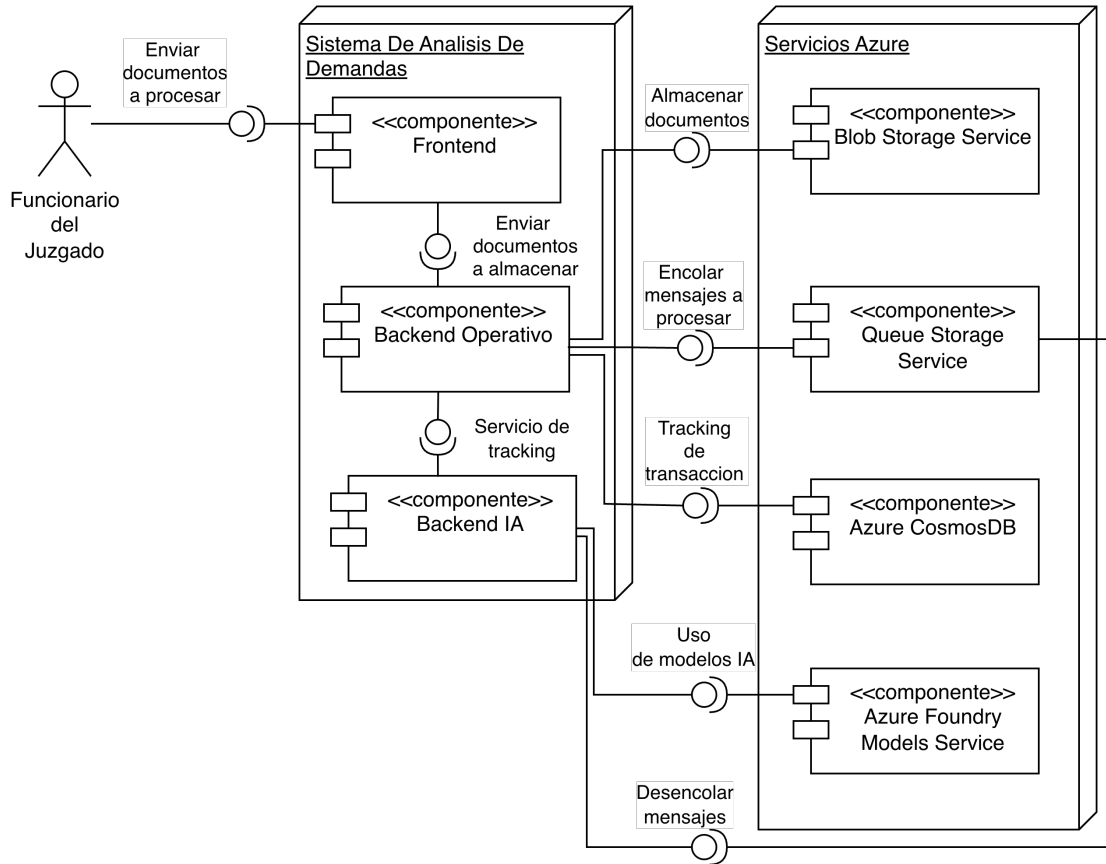 Enviar
documentos
a procesar
Funcionario
del
Juzgado
Sistema De Analisis De
Demandas
<<componente>>
Frontend
Enviar
documentos
a almacenar
<<componente>>
Backend Operativo
Servicio de
tracking
<<componente>>
Backend IA
Almacenar
documentos
Encolar
mensajes a
procesar
Tracking
de
transaccion
Uso
de modelos IA
Desencolar
mensajes
Servicios Azure
<<componente>>
Blob Storage Service
<<componente>>
Queue Storage
Service
<<componente>>
Azure CosmosDB
<<componente>>
Azure Foundry
Models Service